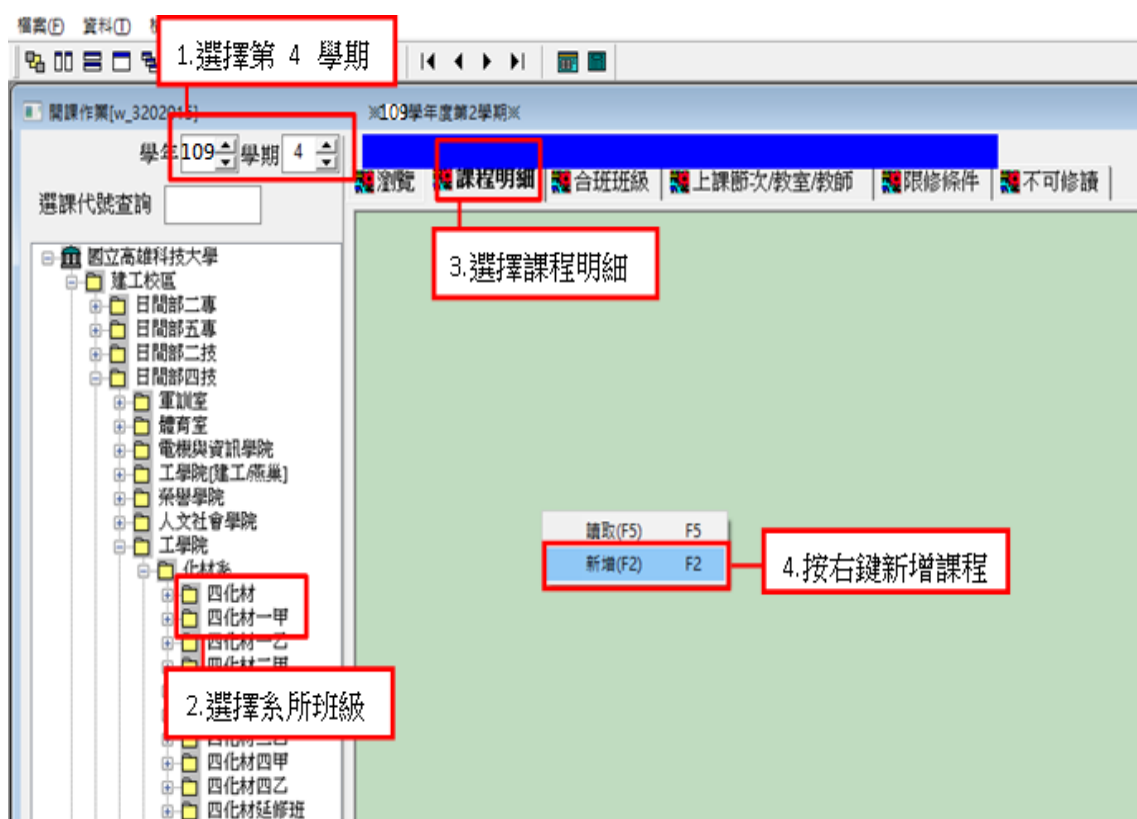 檔案(F) 資料(T)
1.選擇第 4 學期
開課作業[w_3202015] ※109學年度第2學期※
學年 109 學期 4
瀏覽 課程明細 合班班級 上課節次/教室/教師 限修條件 不可修讀
選課代號查詢
3.選擇課程明細
國立高雄科技大學
建工校區
日間部二專
日間部五專
日間部二技
日間部四技
軍訓室
體育室
電機與資訊學院
工學院[建工/燕巢]
榮譽學院
人文社會學院
工學院
化材系
四化材
四化材一甲
四化材一乙
四化材二甲
讀取(F5) F5
新增(F2) F2
4.按右鍵新增課程
2.選擇系所班級
四化材四甲
四化材四乙
四化材延修班